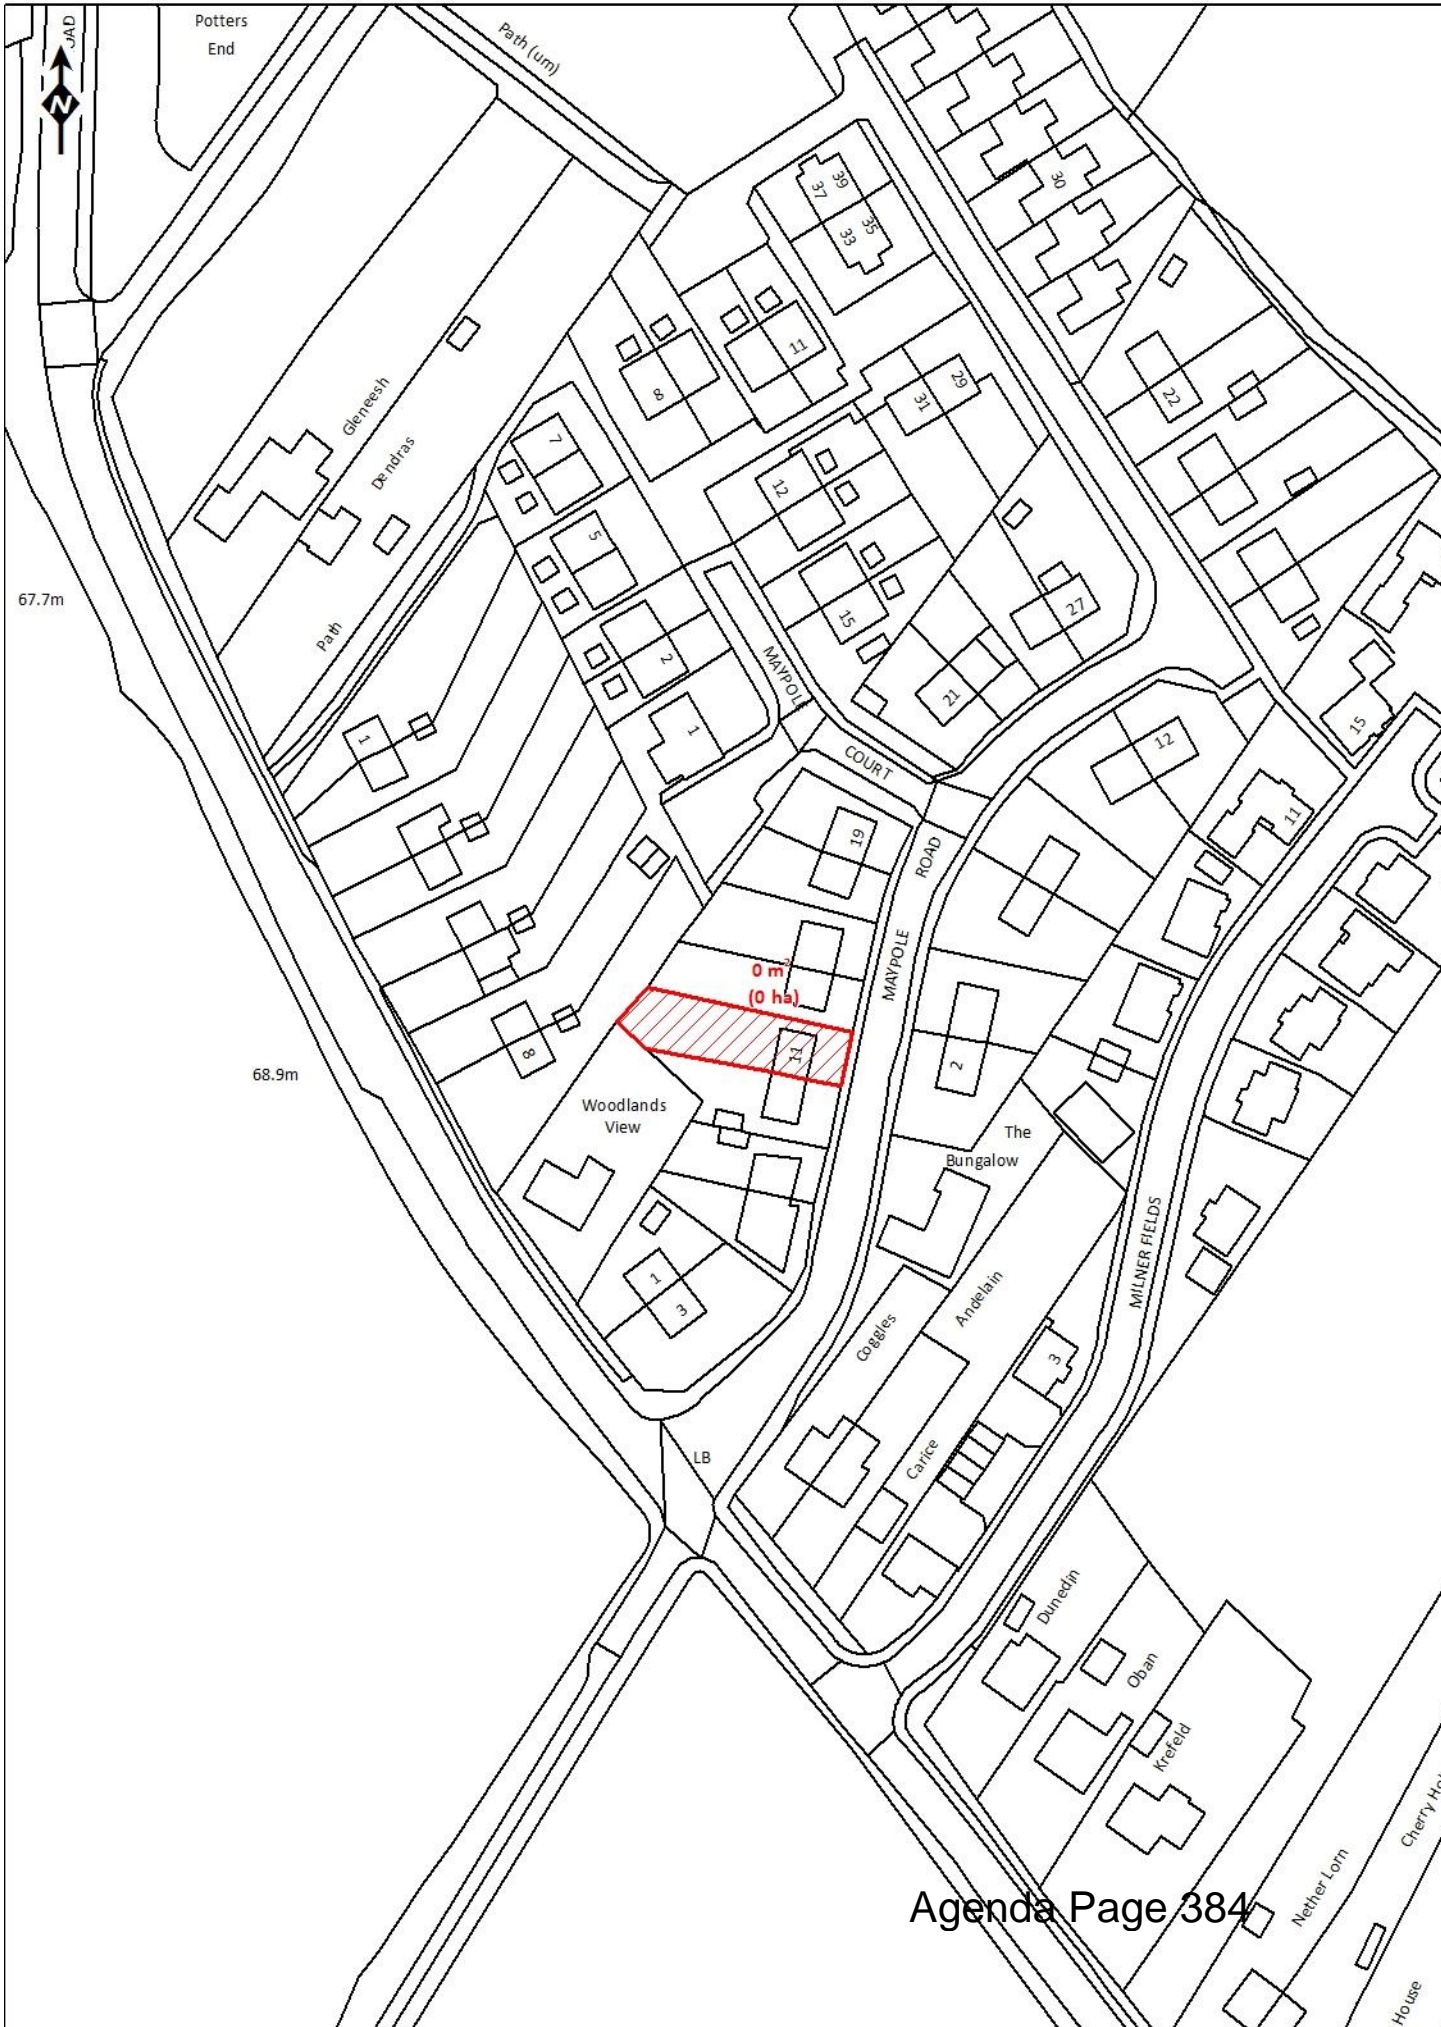 Potters
End
N
Path (um)
39
37
35
33
30
11
8
29
31
22
Gleneesh
Dendras
7
12
5
67.7m
15
27
Path
2
MAYPOLE
21
1
1
COURT
12
15
19
ROAD
11
MAYPOLE
0 m²
(0 ha)
11
8
2
68.9m
Woodlands
View
The
Bungalow
MILNER FIELDS
1
3
Andelain
Coggles
3
Carice
LB
Dunedin
Oban
Krefeld
Cherry
Nether Lorn
Agenda Page 384
House